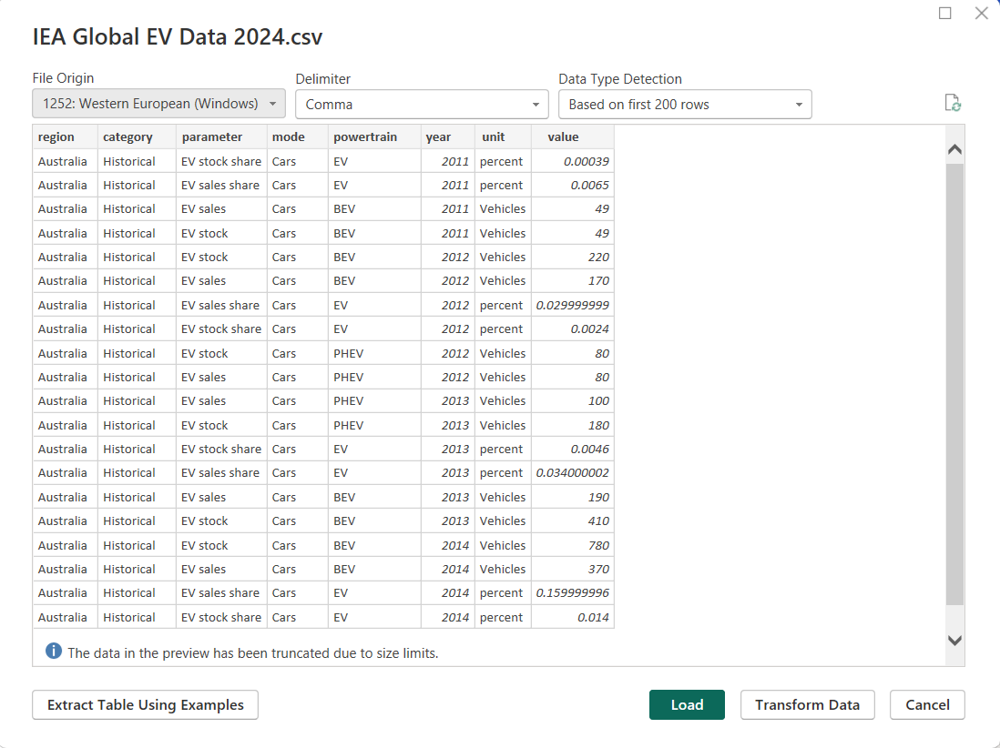 IEA Global EV Data 2024.csv
File Origin Delimiter Data Type Detection
1252: Western European (Windows) Comma Based on first 200 rows
region category parameter mode powertrain year unit value
Australia Historical EV stock share Cars EV 2011 percent 0.00039
Australia Historical EV sales share Cars EV 2011 percent 0.0065
Australia Historical EV sales Cars BEV 2011 Vehicles 49
Australia Historical EV stock Cars BEV 2011 Vehicles 49
Australia Historical EV stock Cars BEV 2012 Vehicles 220
Australia Historical EV sales Cars BEV 2012 Vehicles 170
Australia Historical EV sales share Cars EV 2012 percent 0.029999999
Australia Historical EV stock share Cars EV 2012 percent 0.0024
Australia Historical EV stock Cars PHEV 2012 Vehicles 80
Australia Historical EV sales Cars PHEV 2012 Vehicles 80
Australia Historical EV sales Cars PHEV 2013 Vehicles 100
Australia Historical EV stock Cars PHEV 2013 Vehicles 180
Australia Historical EV stock share Cars EV 2013 percent 0.0046
Australia Historical EV sales share Cars EV 2013 percent 0.034000002
Australia Historical EV sales Cars BEV 2013 Vehicles 190
Australia Historical EV stock Cars BEV 2013 Vehicles 410
Australia Historical EV stock Cars BEV 2014 Vehicles 780
Australia Historical EV sales Cars BEV 2014 Vehicles 370
Australia Historical EV sales share Cars EV 2014 percent 0.159999996
Australia Historical EV stock share Cars EV 2014 percent 0.014
The data in the preview has been truncated due to size limits.
Extract Table Using Examples Load Transform Data Cancel